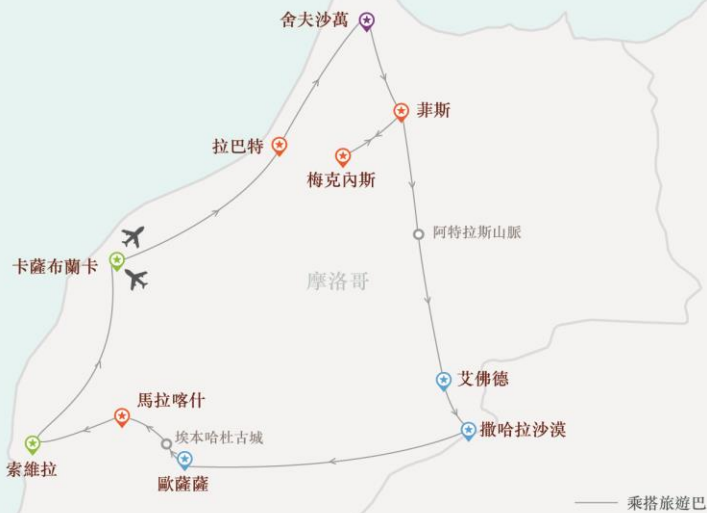 舍夫沙萬
菲斯
拉巴特
梅克內斯
阿特拉斯山脈
卡薩布蘭卡
摩洛哥
艾佛德
馬拉喀什
撒哈拉沙漠
埃本哈杜古城
索維拉
歐薩薩
乘搭旅遊巴